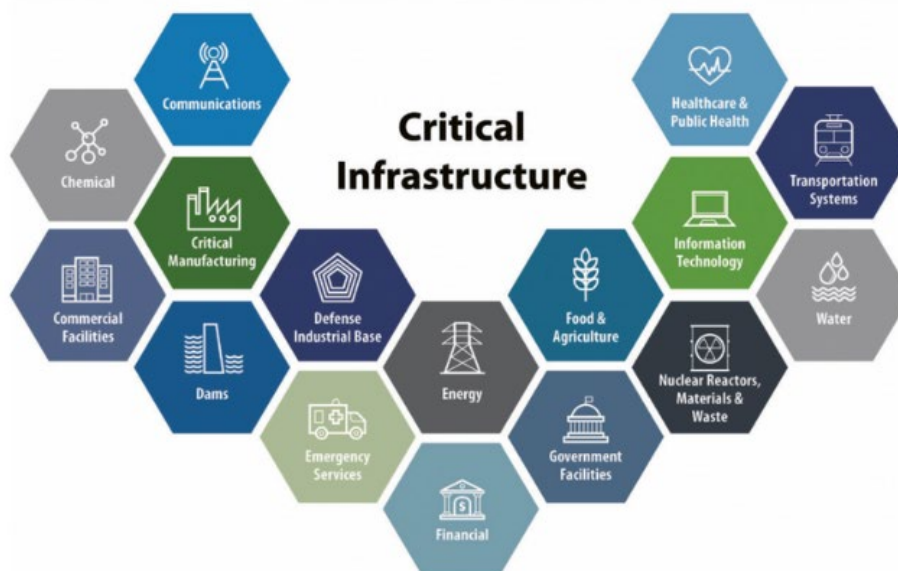 Communications
Healthcare &
Public Health
Critical
Infrastructure
Chemical
Transportation
Systems
Critical
Manufacturing
Information
Technology
Commercial
Facilities
Defense
Industrial Base
Food &
Agriculture
Water
Dams
Energy
Nuclear Reactors,
Materials &
Waste
Emergency
Services
Government
Facilities
$
Financial